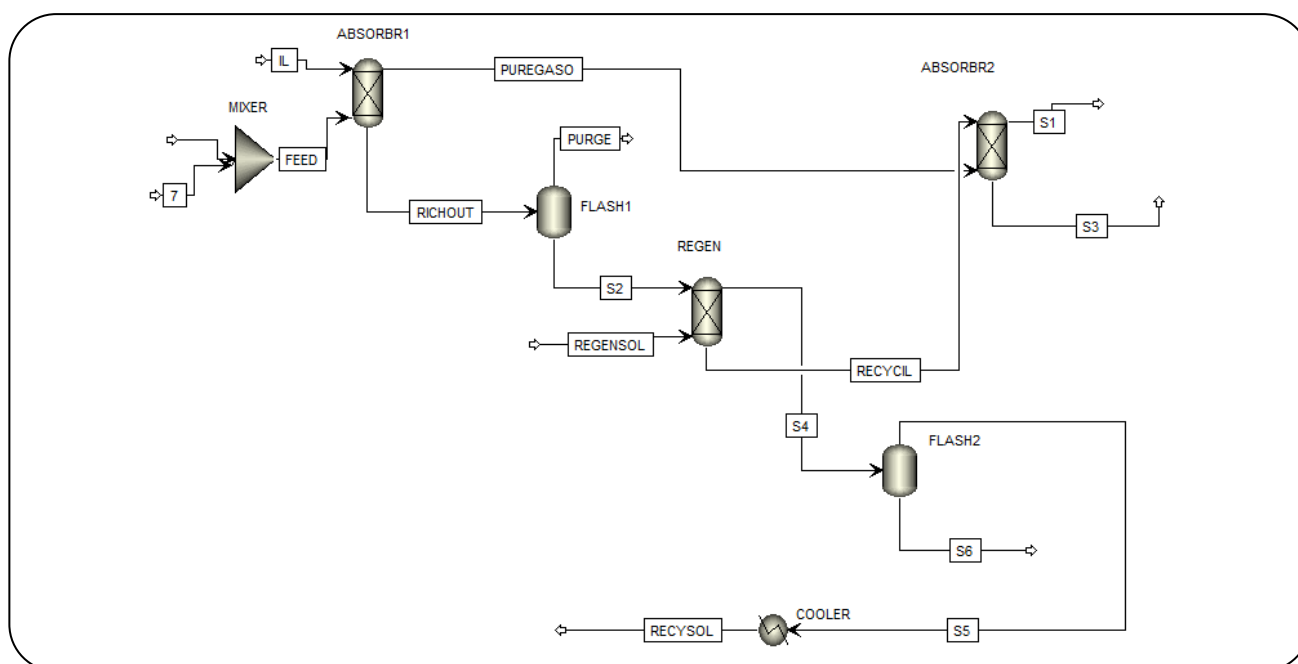 ABSORBR1
IL
PUREGASO
ABSORBR2
MIXER
S1
PURGE
FEED
7
RICHOUT
FLASH1
S3
REGEN
S2
REGENSOL
RECYCIL
S4
FLASH2
S6
COOLER
RECYSOL
S5